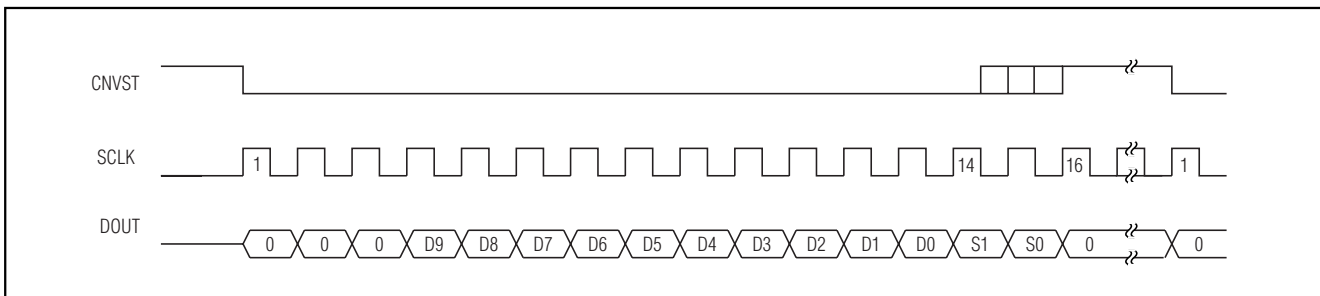 CNVST
SCLK 1 14 16 1
DOUT 0 0 0 D9 D8 D7 D6 D5 D4 D3 D2 D1 D0 S1 S0 0 0